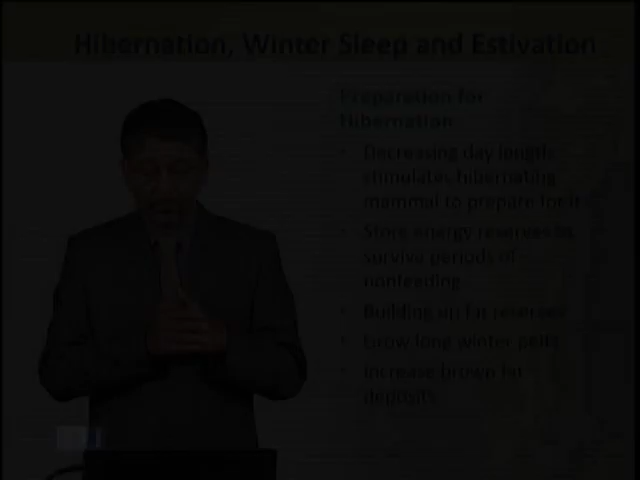 Hibernation, Winter Sleep and Estivation
Preparation for
Hibernation
• Decreasing day length
stimulates hibernating
mammal to prepare for it
• Store energy reserves to
survive periods of
nonfeeding
• Building up fat reserves
• Grow long winter pelts
• Increase brown fat
deposits